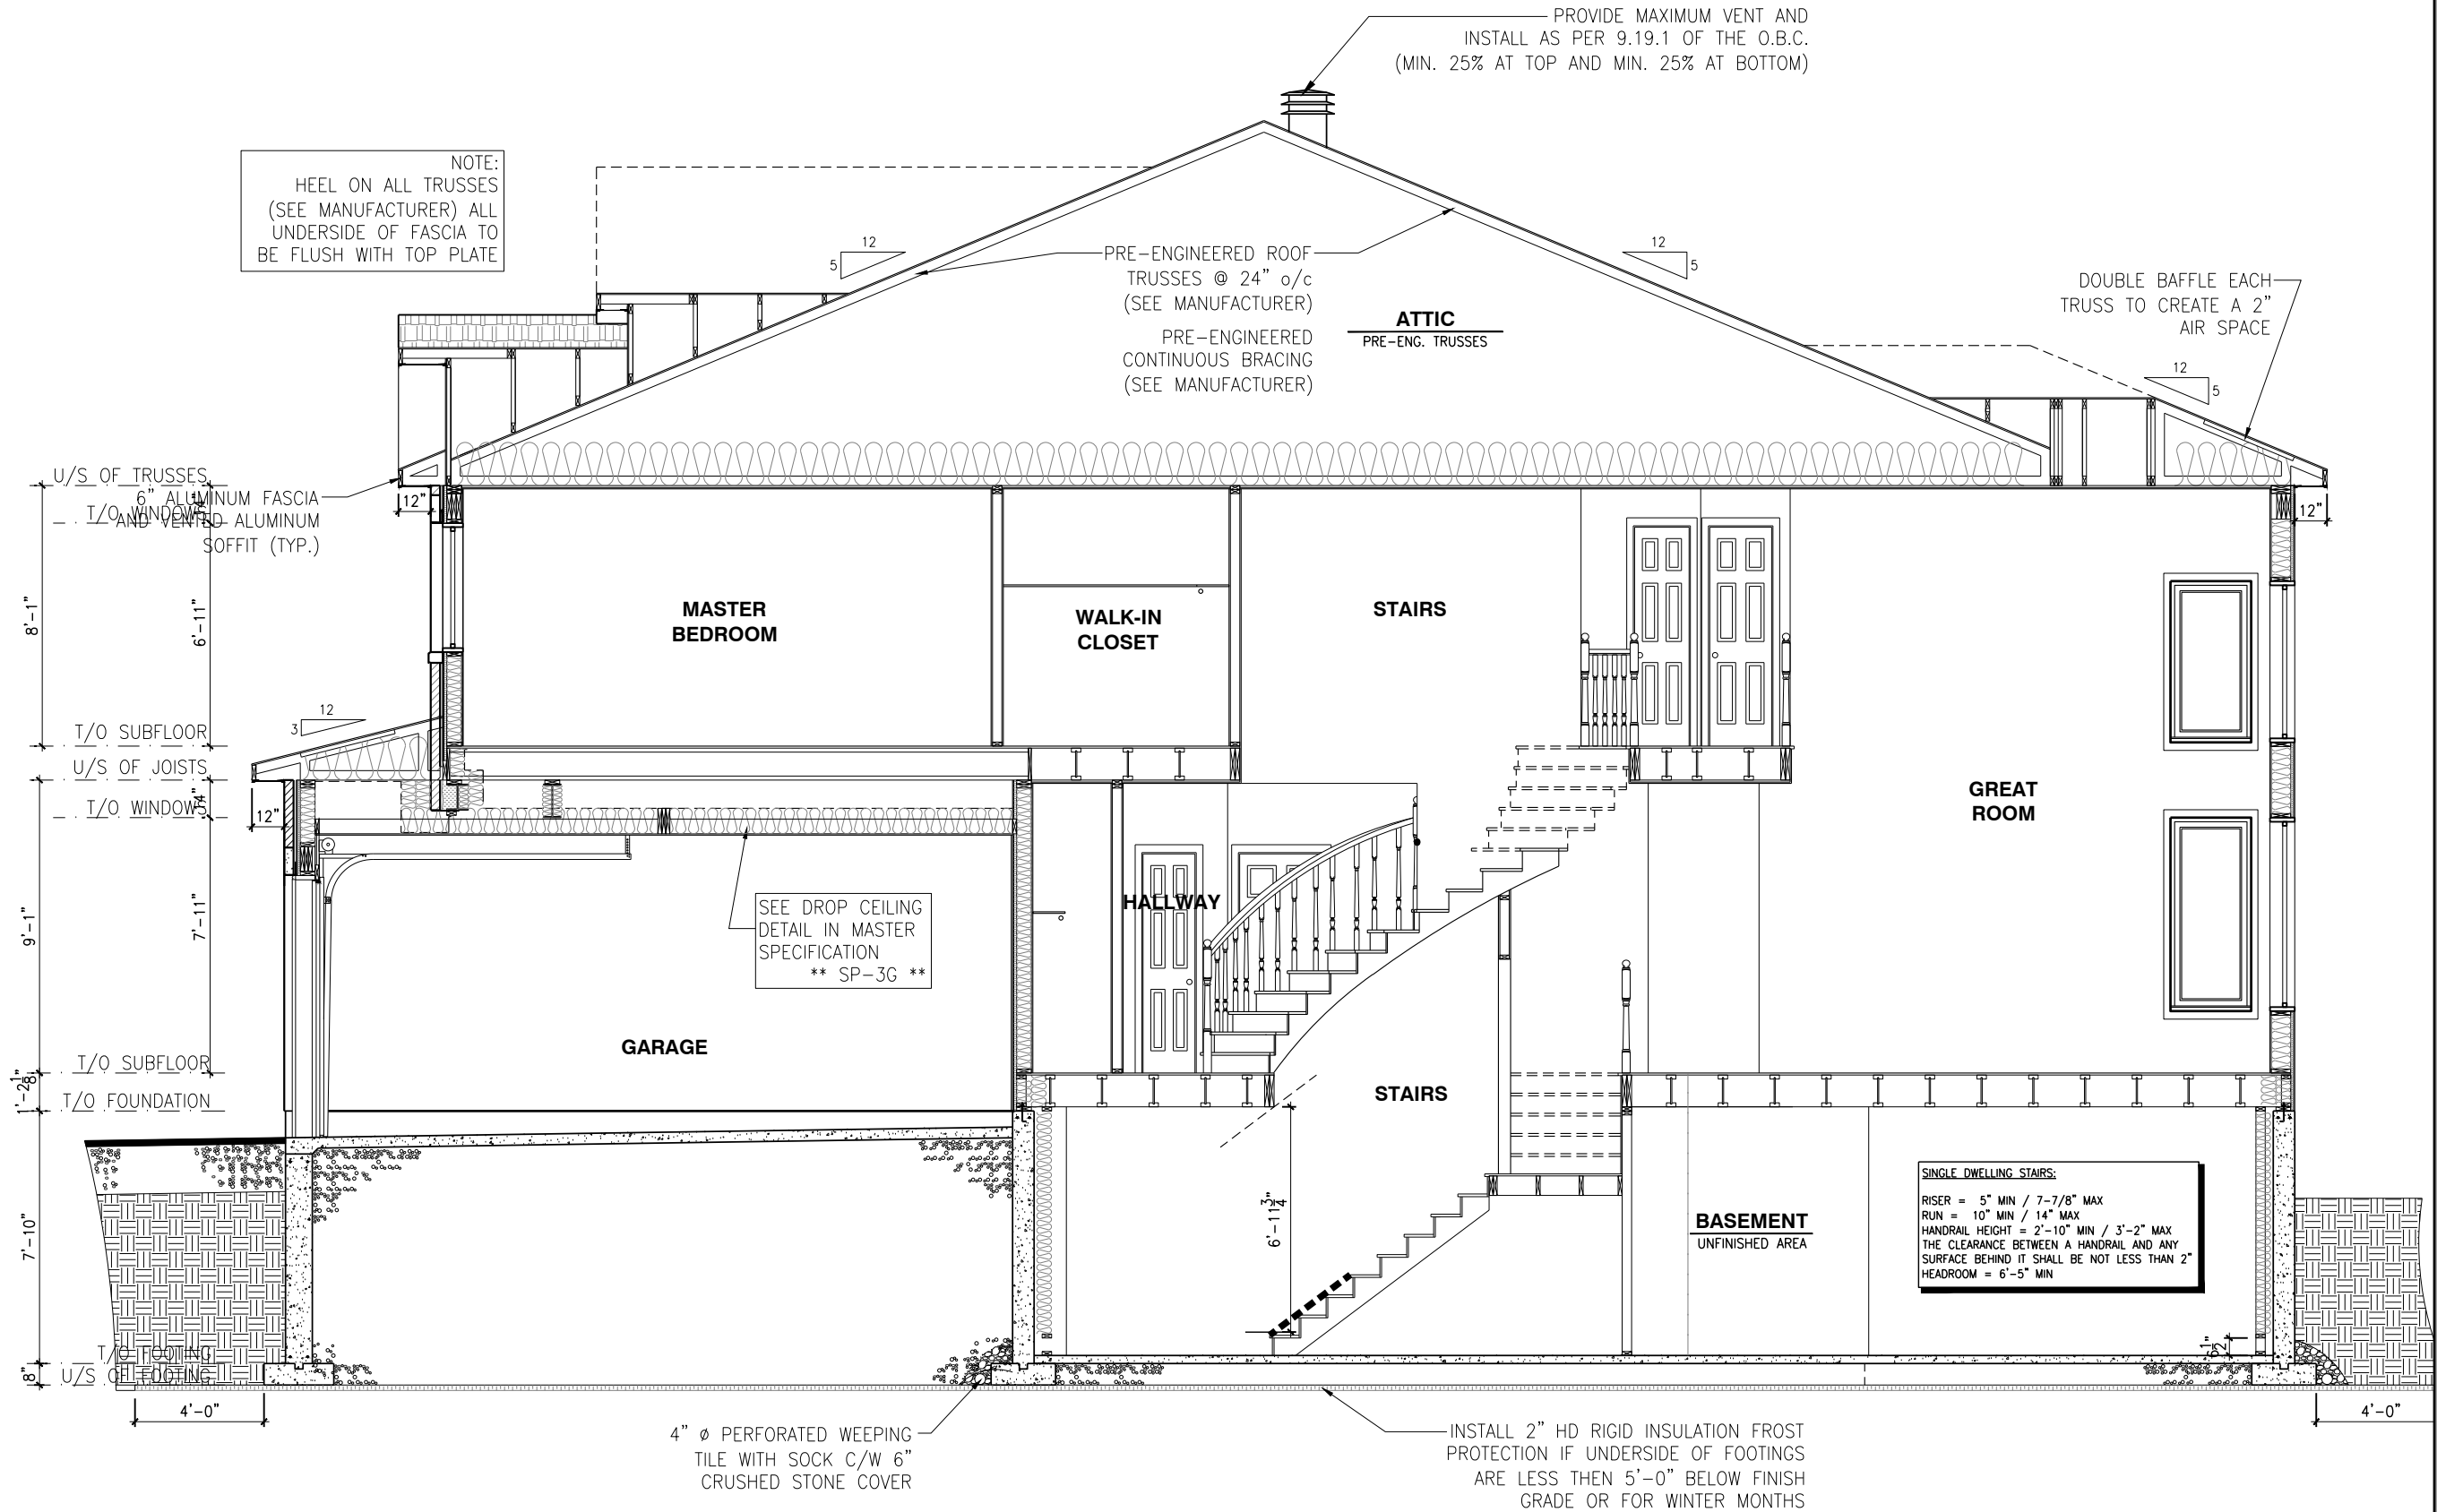 PROVIDE MAXIMUM VENT AND
INSTALL AS PER 9.19.1 OF THE O.B.C.
(MIN. 25% AT TOP AND MIN. 25% AT BOTTOM)
NOTE:
HEEL ON ALL TRUSSES
(SEE MANUFACTURER) ALL
UNDERSIDE OF FASCIA TO
BE FLUSH WITH TOP PLATE
12
5
PRE-ENGINEERED ROOF
TRUSSES @ 24" o/c
(SEE MANUFACTURER)
PRE-ENGINEERED
CONTINUOUS BRACING
(SEE MANUFACTURER)
ATTIC
PRE-ENG. TRUSSES
12
5
DOUBLE BAFFLE EACH
TRUSS TO CREATE A 2"
AIR SPACE
12
5
U/S OF TRUSSES
6" ALUMINUM FASCIA
AND VENTED ALUMINUM
SOFFIT (TYP.)
T/O WINDOWS
12"
12"
8'-1"
6'-11"
MASTER
BEDROOM
WALK-IN
CLOSET
STAIRS
GREAT
ROOM
12
3
T/O SUBFLOOR
U/S OF JOISTS
T/O WINDOWS
12"
9'-1"
7'-11"
HALLWAY
SEE DROP CEILING
DETAIL IN MASTER
SPECIFICATION
** SP-3G **
GARAGE
T/O SUBFLOOR
1'-2 1/8"
T/O FOUNDATION
STAIRS
7'-10"
6'-11 3/4"
BASEMENT
UNFINISHED AREA
SINGLE DWELLING STAIRS:
RISER = 5" MIN / 7-7/8" MAX
RUN = 10" MIN / 14" MAX
HANDRAIL HEIGHT = 2'-10" MIN / 3'-2" MAX
THE CLEARANCE BETWEEN A HANDRAIL AND ANY
SURFACE BEHIND IT SHALL BE NOT LESS THAN 2"
HEADROOM = 6'-5" MIN
T/O FOOTING
U/S OF FOOTING
8"
4'-0"
4'-0"
4" ø PERFORATED WEEPING
TILE WITH SOCK C/W 6"
CRUSHED STONE COVER
INSTALL 2" HD RIGID INSULATION FROST
PROTECTION IF UNDERSIDE OF FOOTINGS
ARE LESS THEN 5'-0" BELOW FINISH
GRADE OR FOR WINTER MONTHS